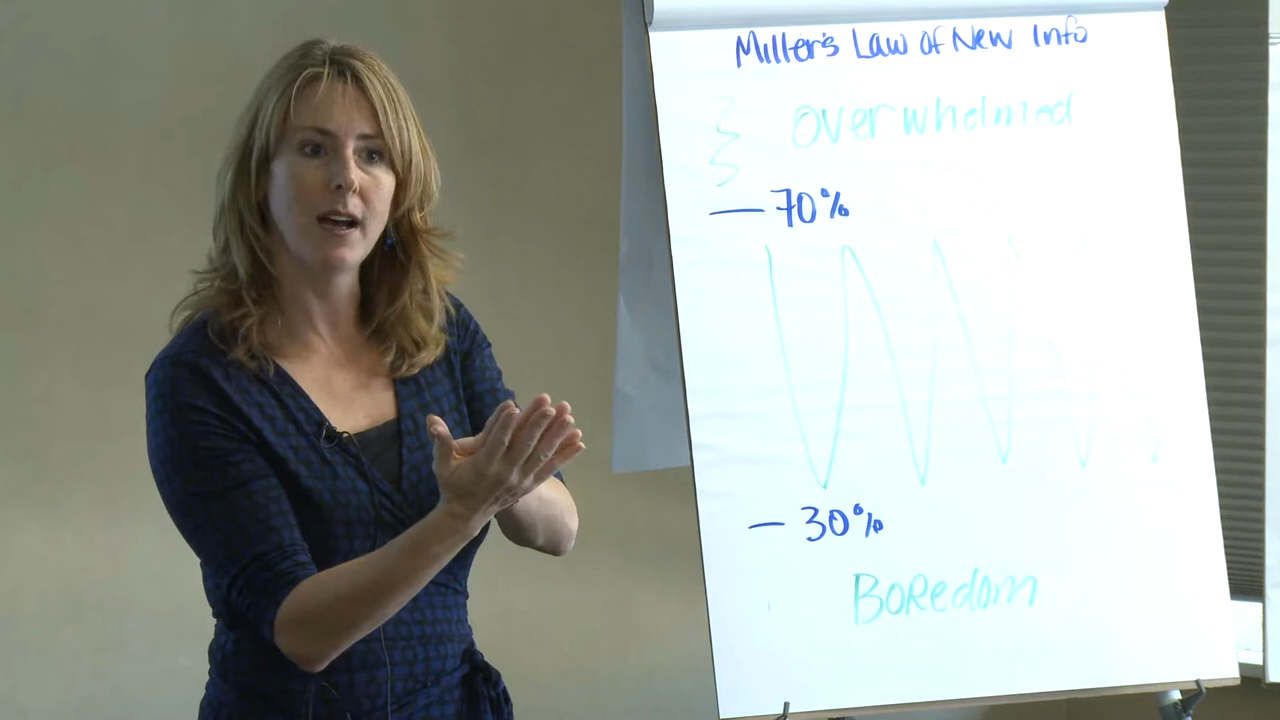 Miller's Law of New Info
overwhelmed
— 70%
— 30%
Boredom